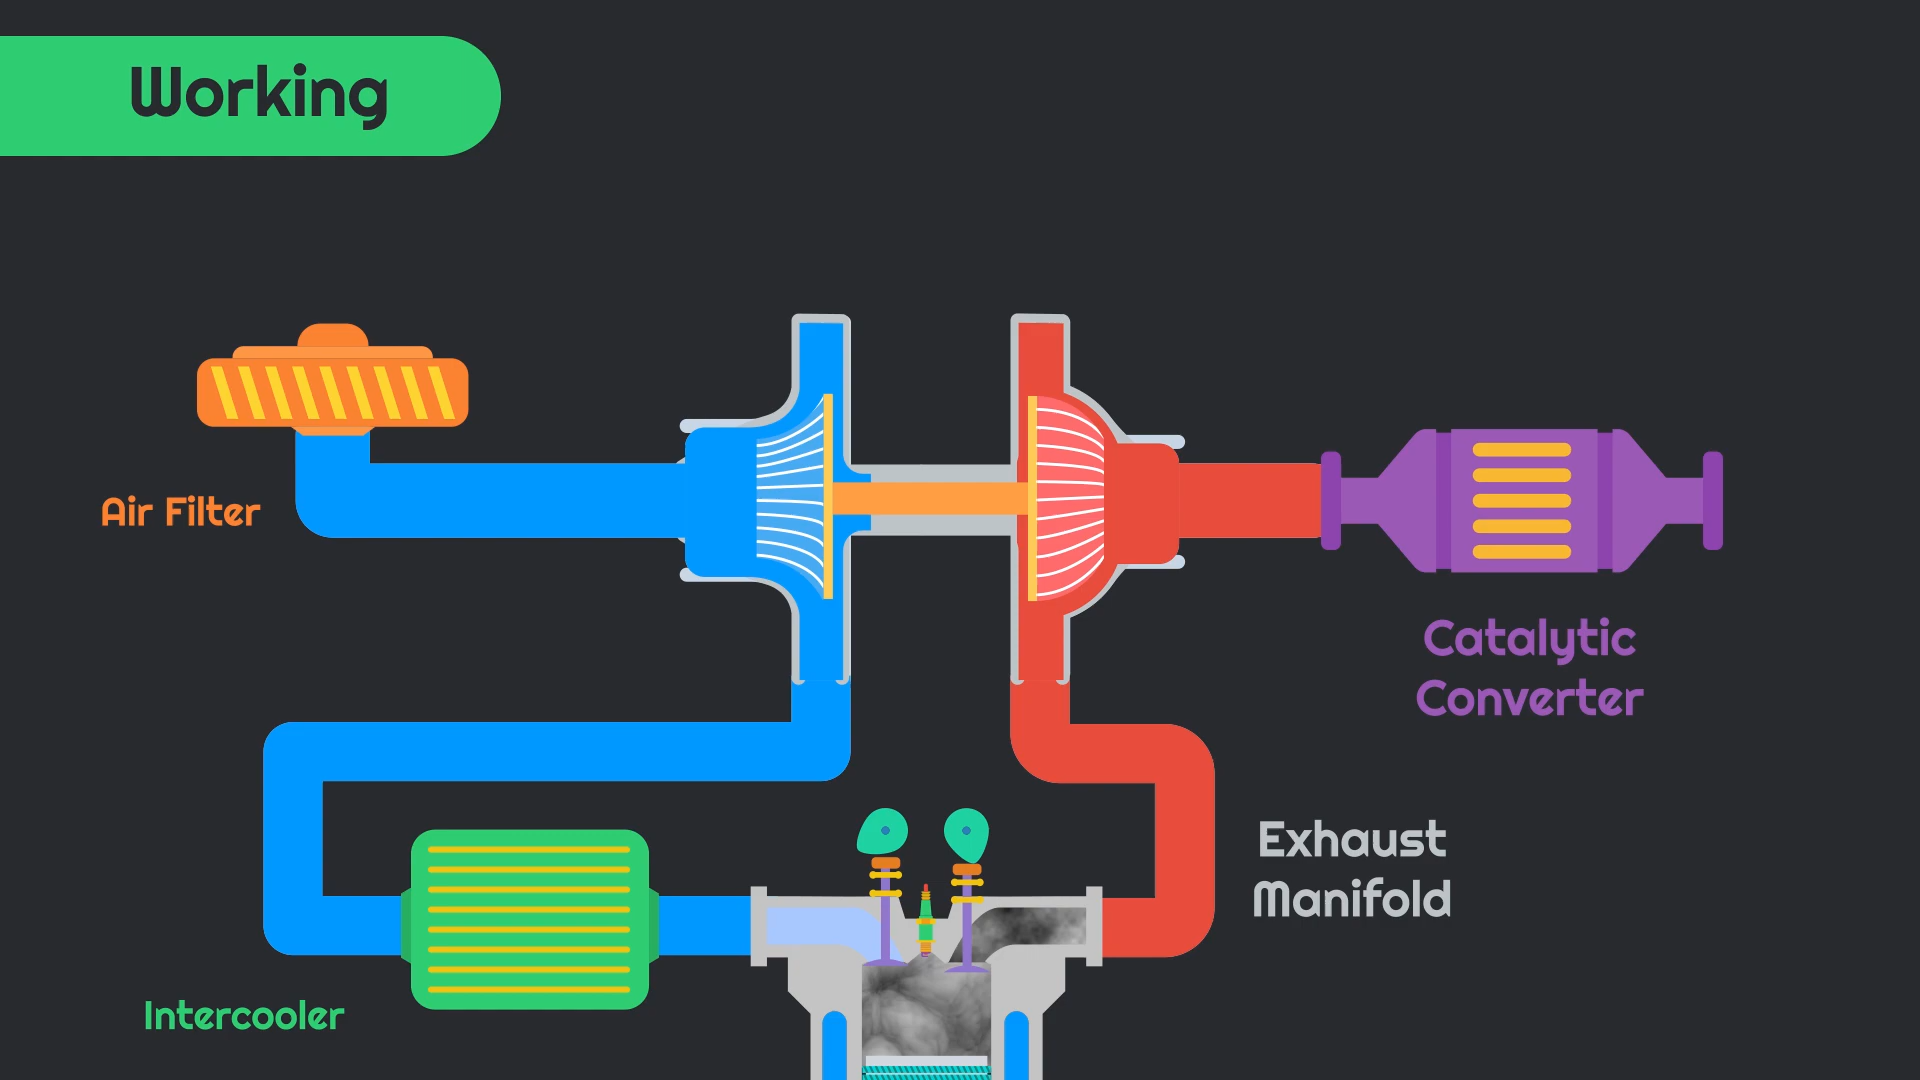 Working
Air Filter
Catalytic
Converter
Exhaust
Manifold
Intercooler